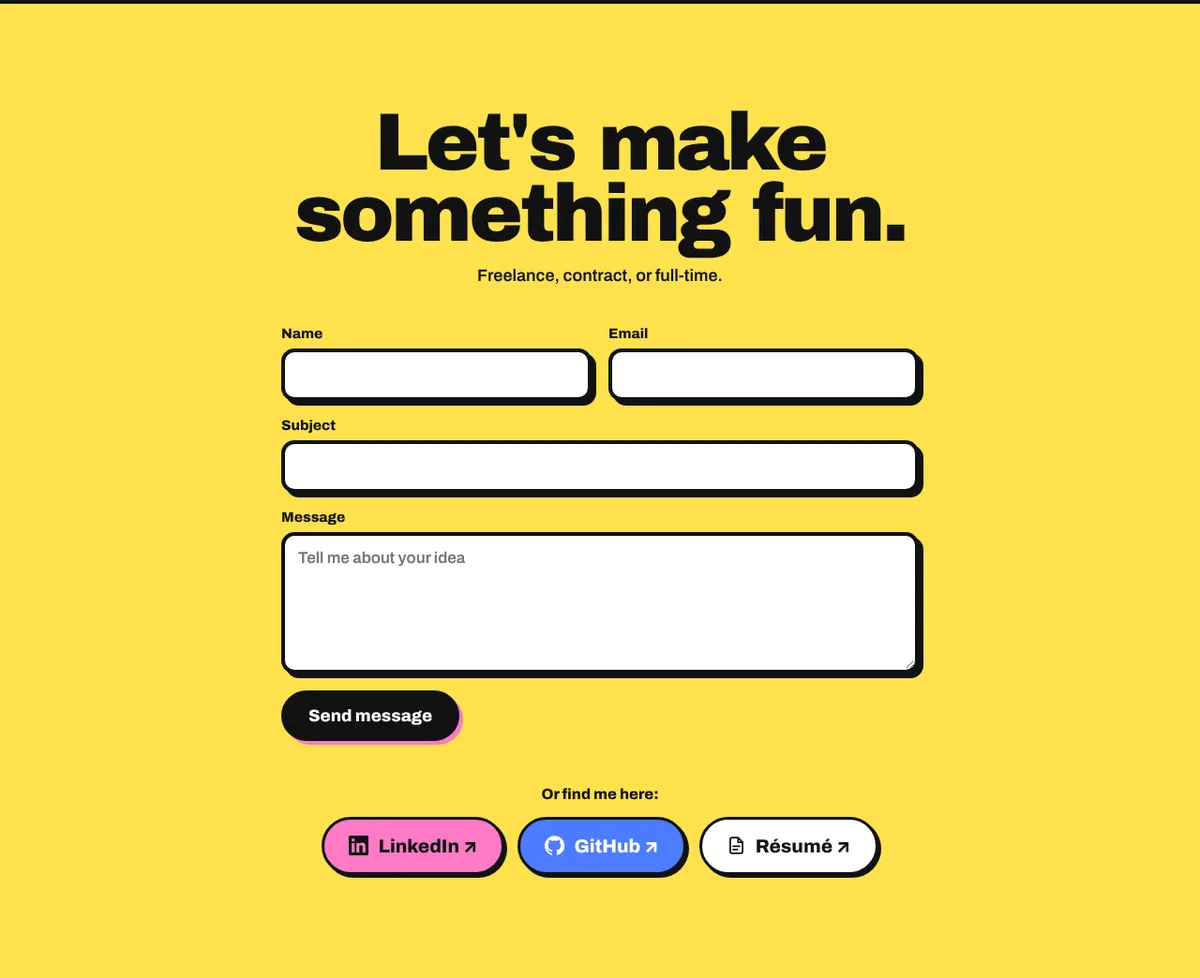 Let's make
something fun.
Freelance, contract, or full-time.
Name
Email
Subject
Message
Tell me about your idea
Send message
Or find me here:
in LinkedIn ↗
GitHub ↗
Résumé ↗